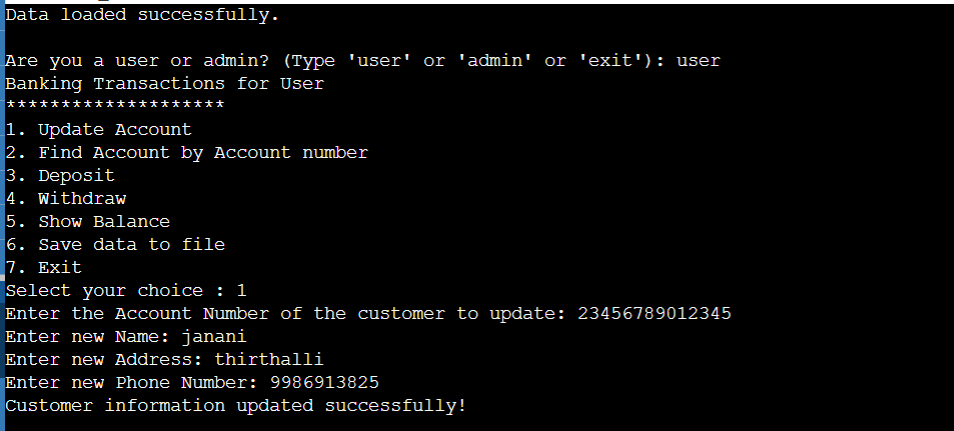 Data loaded successfully.
Are you a user or admin? (Type 'user' or 'admin' or 'exit'): user
Banking Transactions for User
********************
1. Update Account
2. Find Account by Account number
3. Deposit
4. Withdraw
5. Show Balance
6. Save data to file
7. Exit
Select your choice : 1
Enter the Account Number of the customer to update: 23456789012345
Enter new Name: janani
Enter new Address: thirthalli
Enter new Phone Number: 9986913825
Customer information updated successfully!